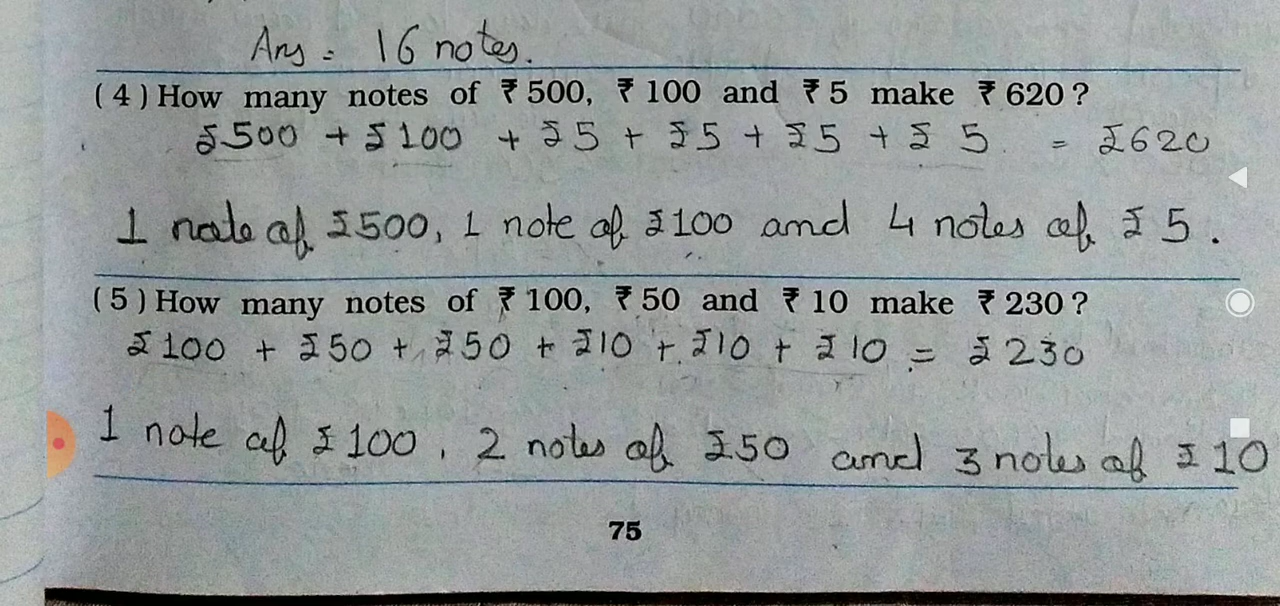 Ans = 16 notes.
(4) How many notes of ₹ 500, ₹ 100 and ₹ 5 make ₹ 620?
₹500 + ₹100 + ₹5 + ₹5 + ₹5 + ₹5 = ₹620
1 note of ₹500, 1 note of ₹100 and 4 notes of ₹5.
(5) How many notes of ₹ 100, ₹ 50 and ₹ 10 make ₹ 230?
₹100 + ₹50 + ₹50 + ₹10 + ₹10 + ₹10 = ₹230
1 note of ₹100, 2 notes of ₹50 and 3 notes of ₹10
75